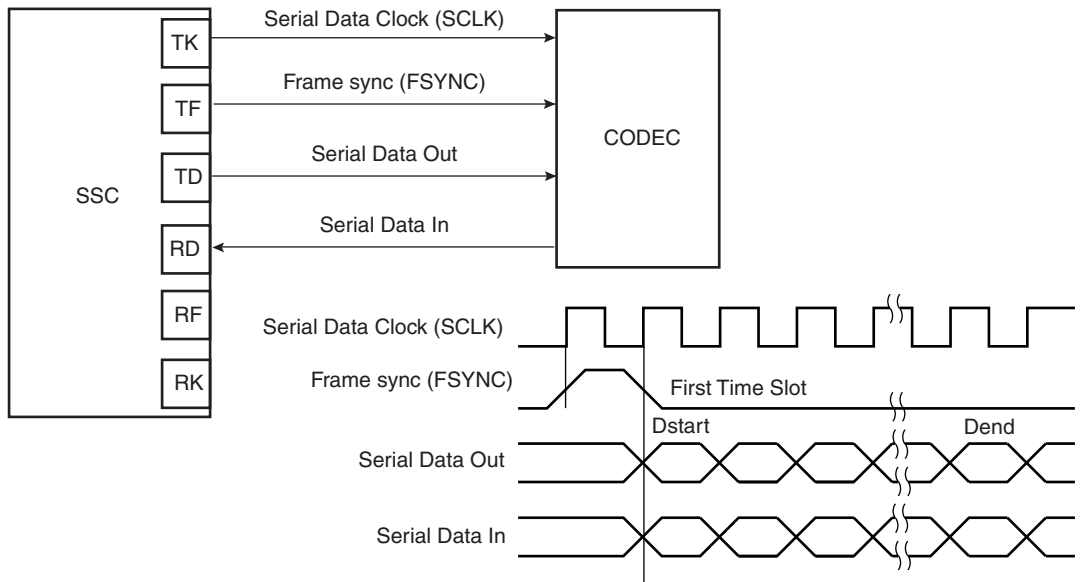 Serial Data Clock (SCLK)
TK
Frame sync (FSYNC)
TF
CODEC
Serial Data Out
TD
SSC
Serial Data In
RD
RF
Serial Data Clock (SCLK)
RK
Frame sync (FSYNC)
First Time Slot
Dstart
Dend
Serial Data Out
Serial Data In